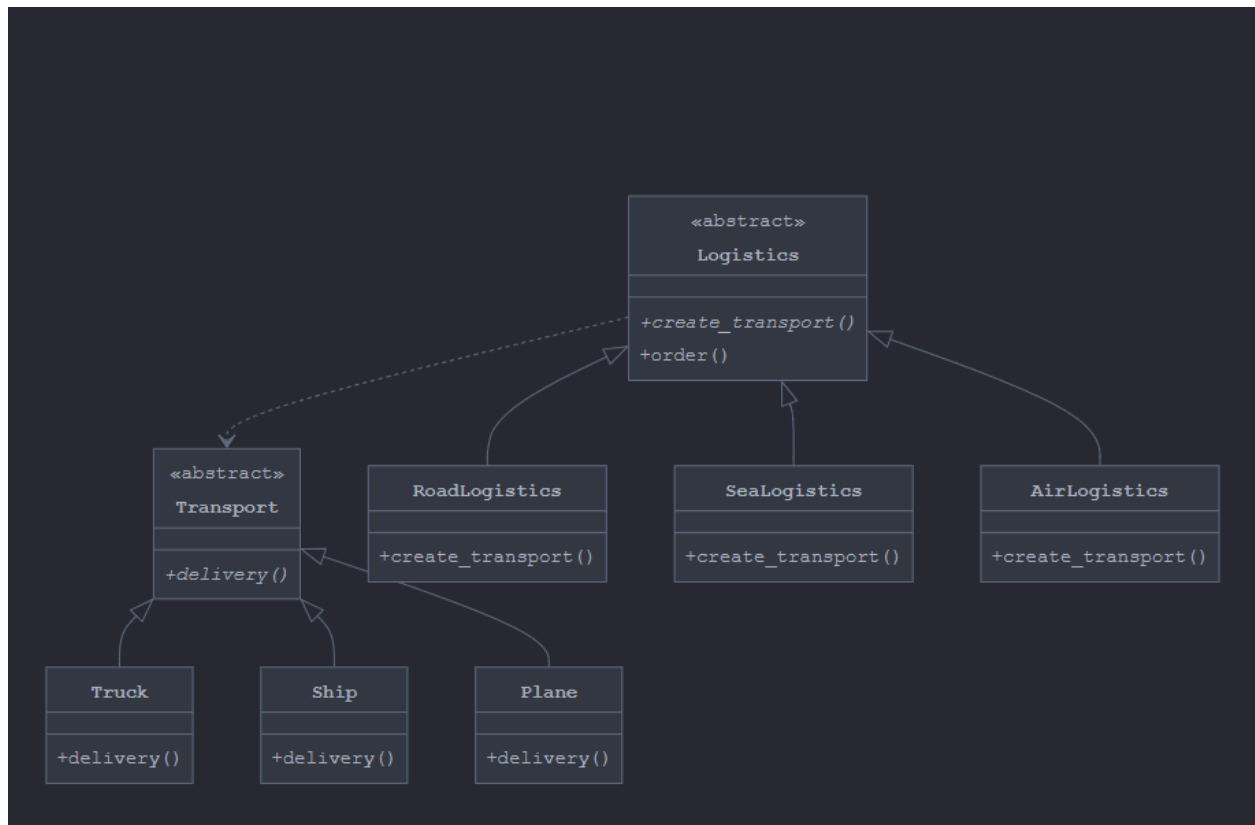 «abstract»
Logistics
+create_transport()
+order()
«abstract»
Transport
+delivery()
RoadLogistics
+create_transport()
SeaLogistics
+create_transport()
AirLogistics
+create_transport()
Truck
+delivery()
Ship
+delivery()
Plane
+delivery()